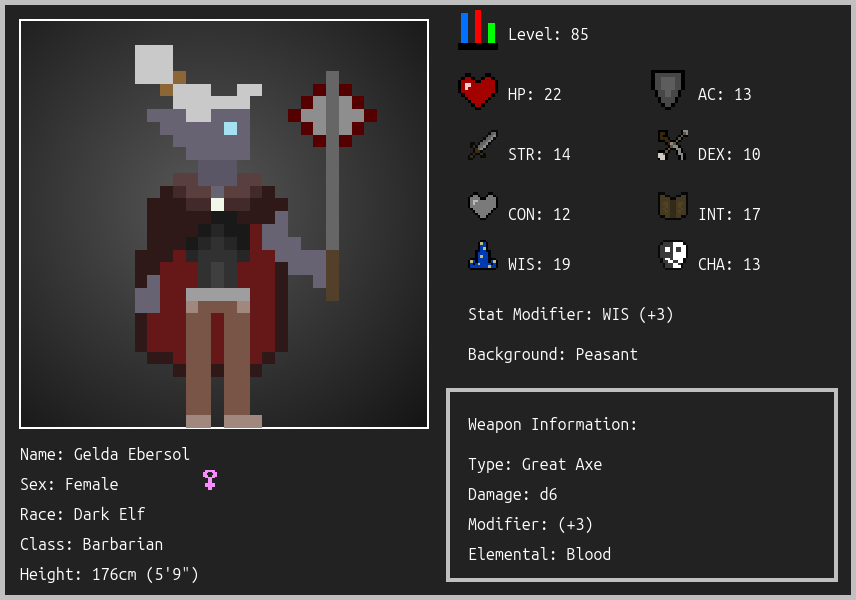 Level: 85
HP: 22
AC: 13
STR: 14
DEX: 10
CON: 12
INT: 17
WIS: 19
CHA: 13
Stat Modifier: WIS (+3)
Background: Peasant
Weapon Information:
Type: Great Axe
Damage: d6
Modifier: (+3)
Elemental: Blood
Name: Gelda Ebersol
Sex: Female
Race: Dark Elf
Class: Barbarian
Height: 176cm (5'9")